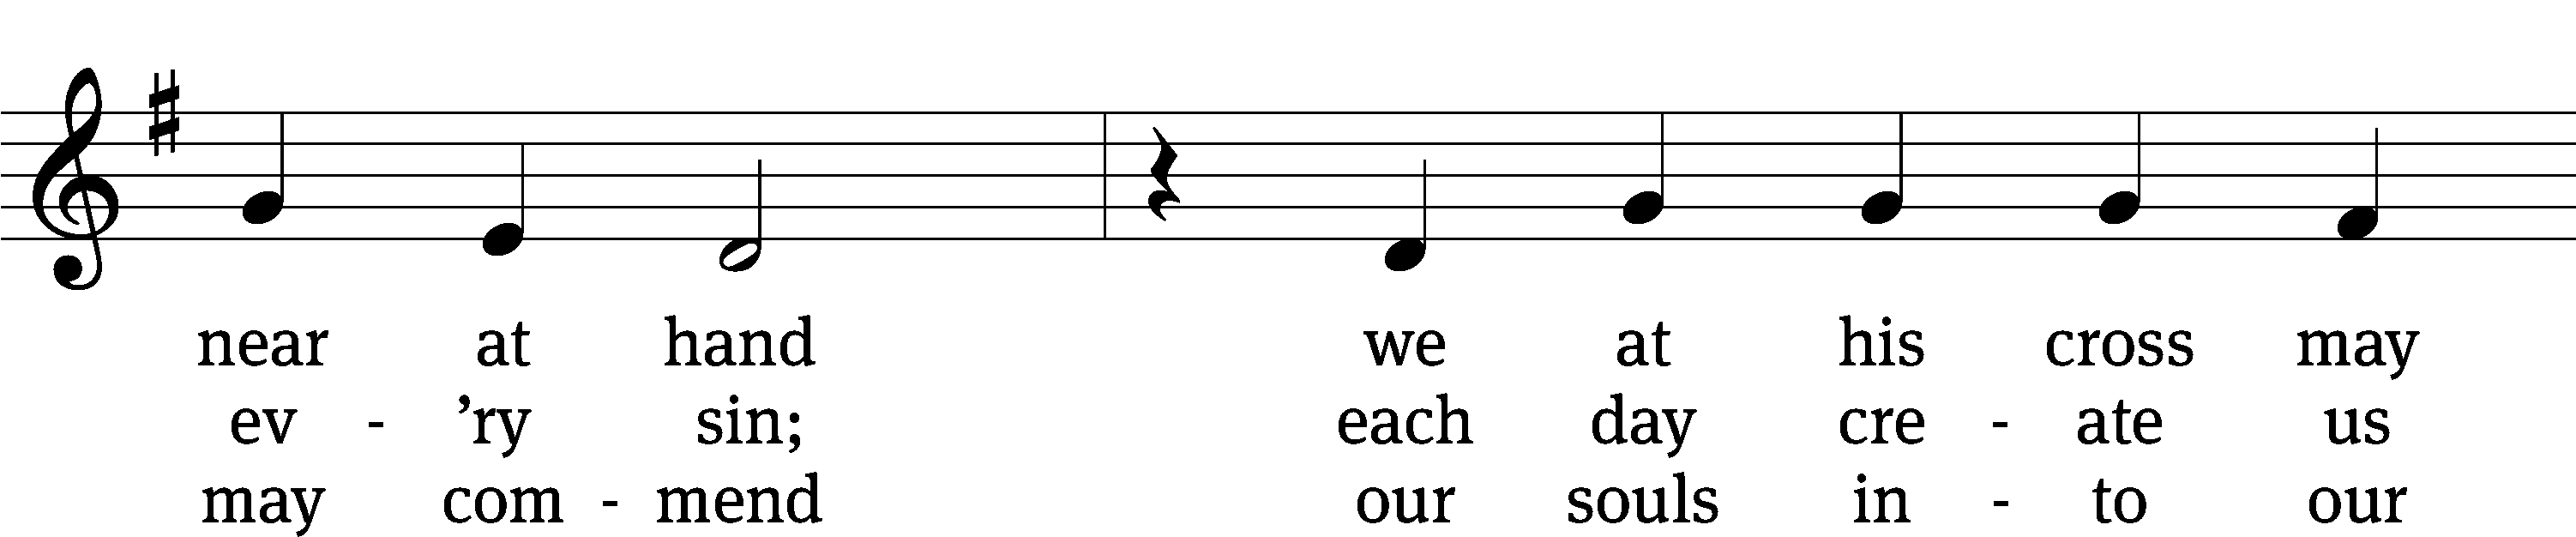 near at hand we at his cross may
ev - ’ry sin; each day cre - ate us
may com - mend our souls in - to our